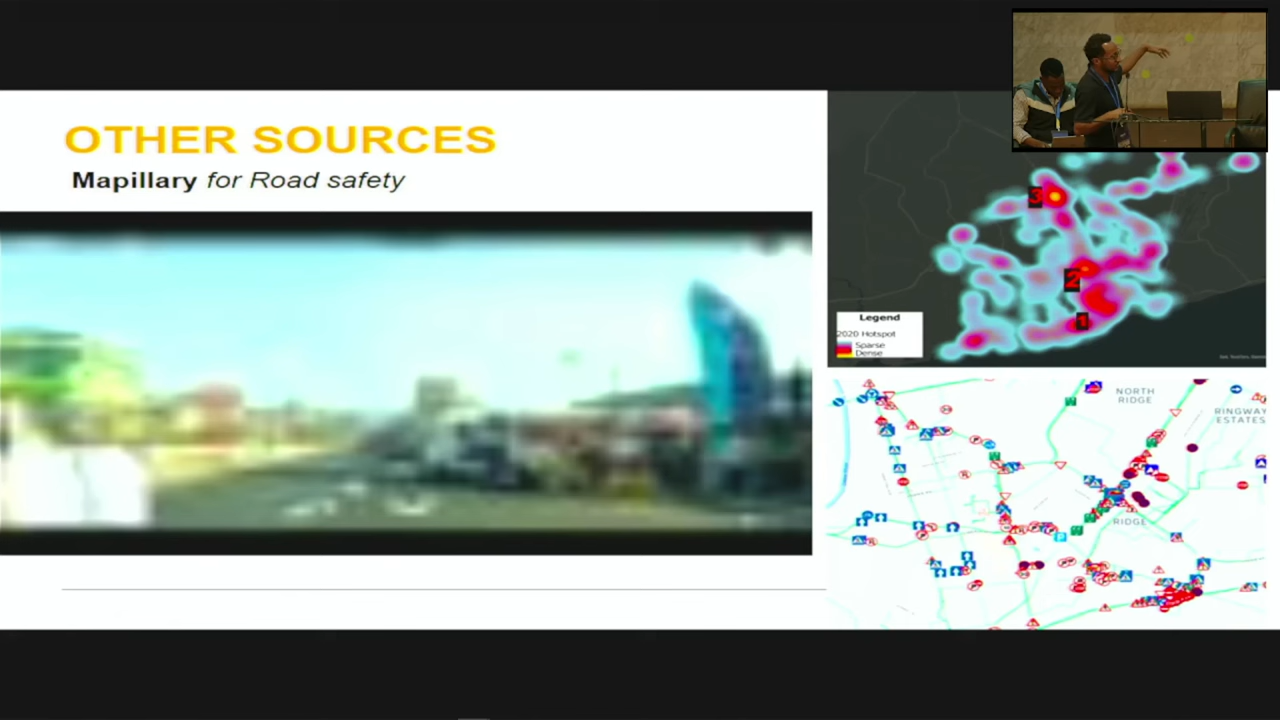 OTHER SOURCES
Mapillary for Road safety
3
2
1
Legend
2020 Hotspot
Sparse
Dense
NORTH
RIDGE
RINGWAY
ESTATES
RIDGE